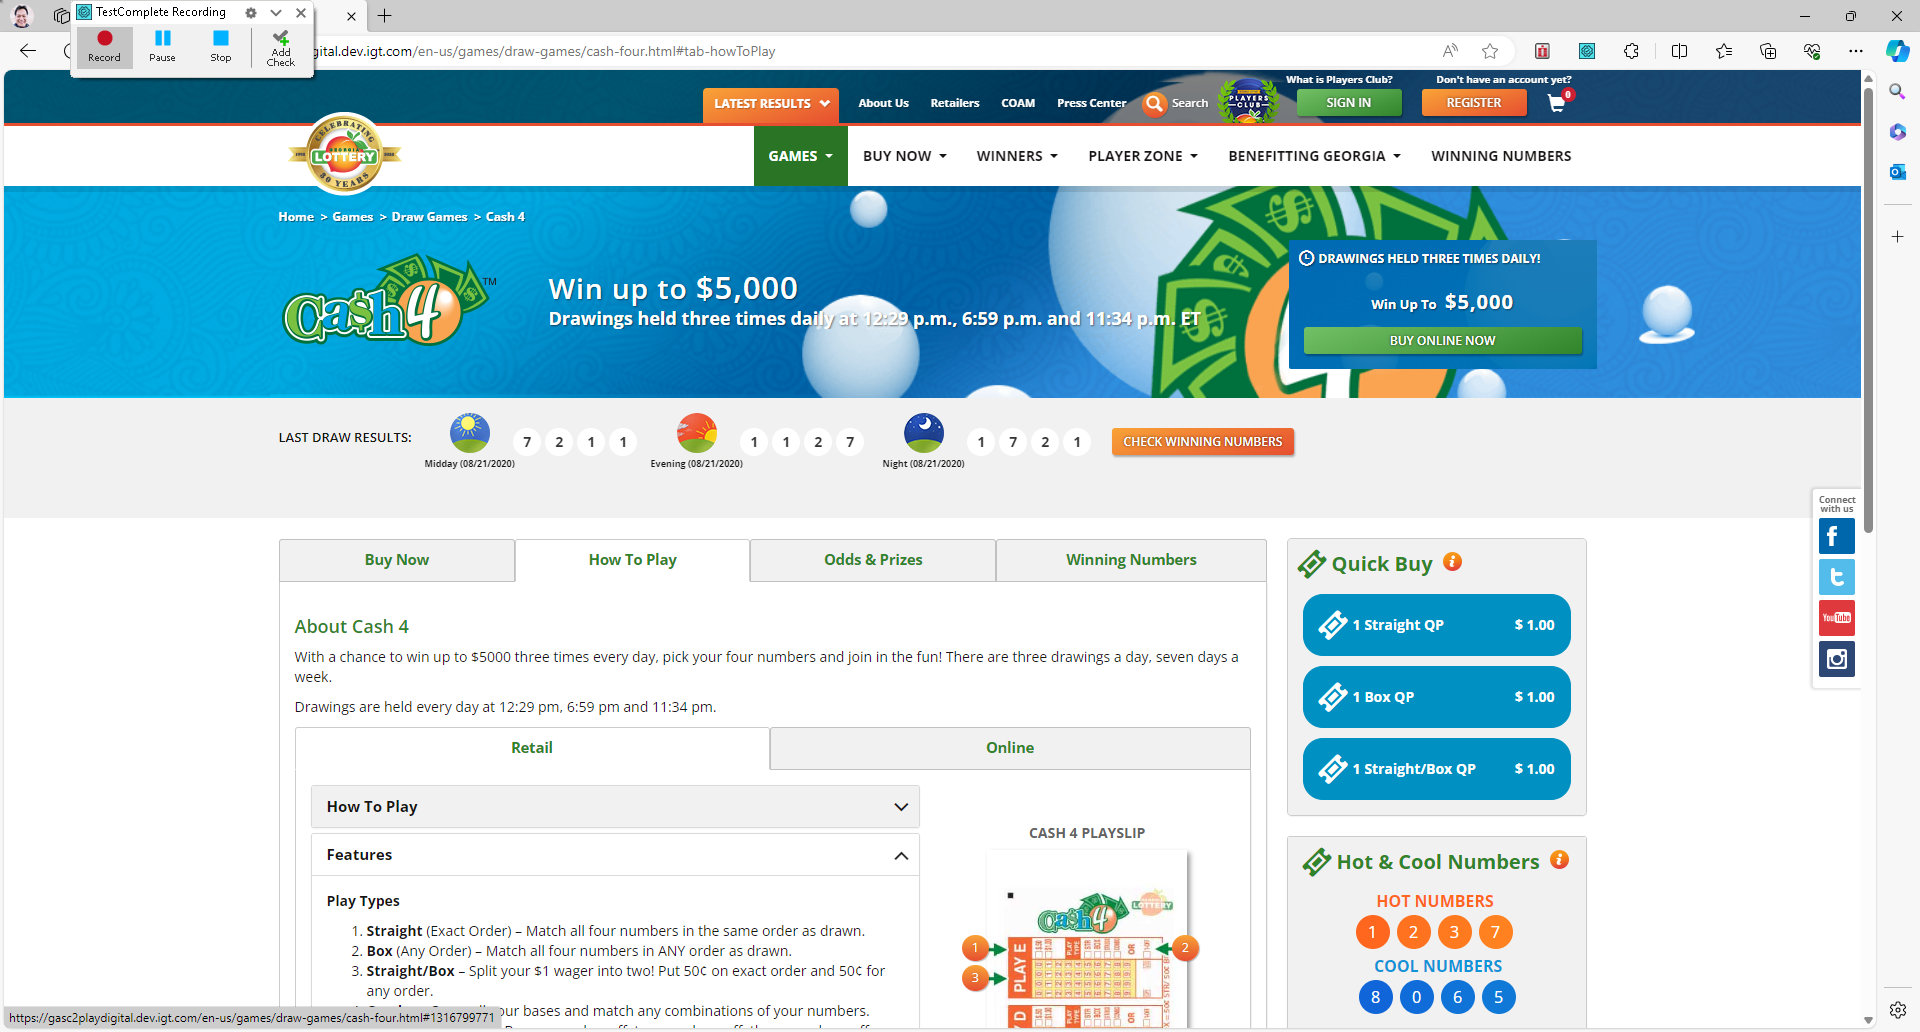 TestComplete Recording
Record
Pause
Stop
Add
Check
gital.dev.igt.com/en-us/games/draw-games/cash-four.html#tab-howToPlay
What is Players Club?
Don't have an account yet?
LATEST RESULTS
About Us
Retailers
COAM
Press Center
Search
PLAYERS
CLUB
SIGN IN
REGISTER
0
CELEBRATING
GEORGIA
LOTTERY
30 YEARS
GAMES
BUY NOW
WINNERS
PLAYER ZONE
BENEFITTING GEORGIA
WINNING NUMBERS
Home > Games > Draw Games > Cash 4
Cash 4 TM
Win up to $5,000
Drawings held three times daily at 12:29 p.m., 6:59 p.m. and 11:34 p.m. ET
DRAWINGS HELD THREE TIMES DAILY!
Win Up To $5,000
BUY ONLINE NOW
LAST DRAW RESULTS:
7 2 1 1
Midday (08/21/2020)
1 1 2 7
Evening (08/21/2020)
1 7 2 1
Night (08/21/2020)
CHECK WINNING NUMBERS
Connect
with us
YouTube
Buy Now
How To Play
Odds & Prizes
Winning Numbers
About Cash 4
With a chance to win up to $5000 three times every day, pick your four numbers and join in the fun! There are three drawings a day, seven days a
week.
Drawings are held every day at 12:29 pm, 6:59 pm and 11:34 pm.
Retail
Online
How To Play
Features
Play Types
1. Straight (Exact Order) – Match all four numbers in the same order as drawn.
2. Box (Any Order) – Match all four numbers in ANY order as drawn.
3. Straight/Box – Split your $1 wager into two! Put 50¢ on exact order and 50¢ for
any order.
our bases and match any combinations of your numbers.
CASH 4 PLAYSLIP
Cash 4
LOTTERY
PLAY E
PLAY TYPE
OR
1
2
3
Quick Buy
1 Straight QP $ 1.00
1 Box QP $ 1.00
1 Straight/Box QP $ 1.00
Hot & Cool Numbers
HOT NUMBERS
1 2 3 7
COOL NUMBERS
8 0 6 5
https://gasc2playdigital.dev.igt.com/en-us/games/draw-games/cash-four.html#1316799771